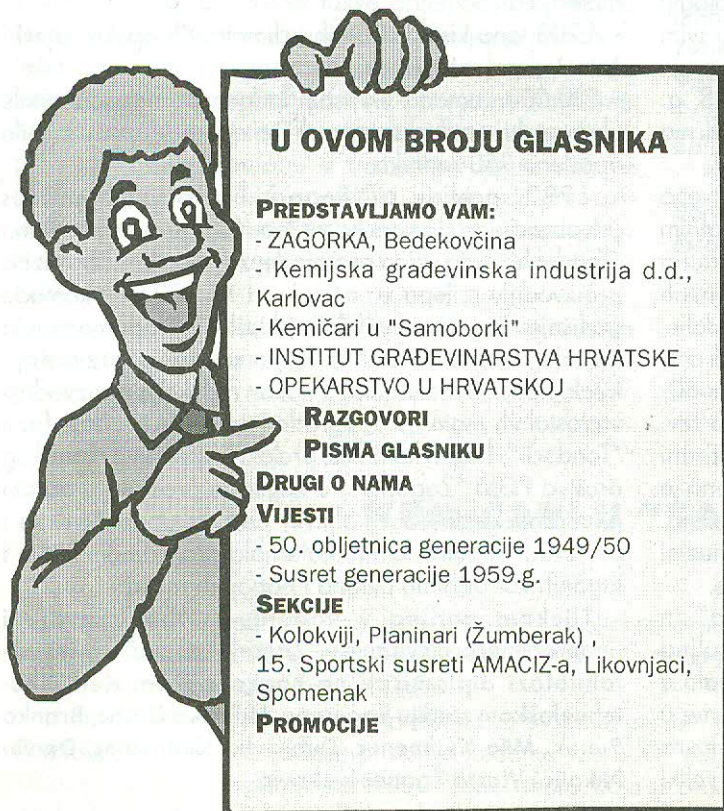 U OVOM BROJU GLASNIKA
PREDSTAVLJAMO VAM:
- ZAGORKA, Bedekovčina
- Kemijska građevinska industrija d.d.,
Karlovac
- Kemičari u "Samoborki"
- INSTITUT GRAĐEVINARSTVA HRVATSKE
- OPEKARSTVO U HRVATSKOJ
RAZGOVORI
PISMA GLASNIKU
DRUGI O NAMA
VIJESTI
- 50. obljetnica generacije 1949/50
- Susret generacije 1959.g.
SEKCIJE
- Kolokviji, Planinari (Žumberak) ,
15. Sportski susreti AMACIZ-a, Likovnjaci,
Spomenak
PROMOCIJE